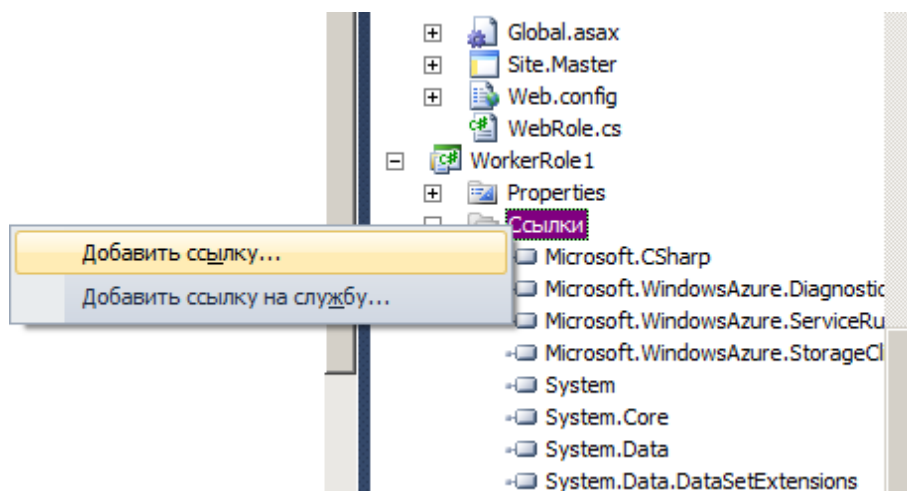 Global.asax
Site.Master
Web.config
WebRole.cs
WorkerRole1
Properties
Ссылки
Добавить ссылку...
Добавить ссылку на службу...
Microsoft.CSharp
Microsoft.WindowsAzure.Diagnostic
Microsoft.WindowsAzure.ServiceRu
Microsoft.WindowsAzure.StorageCl
System
System.Core
System.Data
System.Data.DataSetExtensions